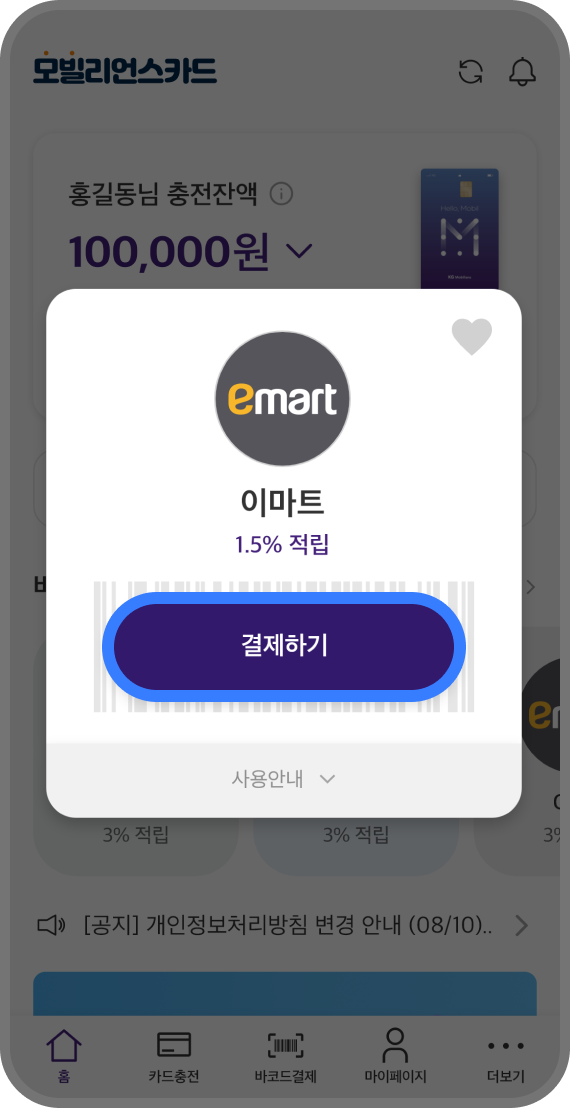 모빌리언스카드
홍길동님 충전잔액
100,000원
emart
이마트
1.5% 적립
결제하기
사용안내
3% 적립
3% 적립
[공지] 개인정보처리방침 변경 안내 (08/10)..
홈
카드충전
바코드결제
마이페이지
더보기